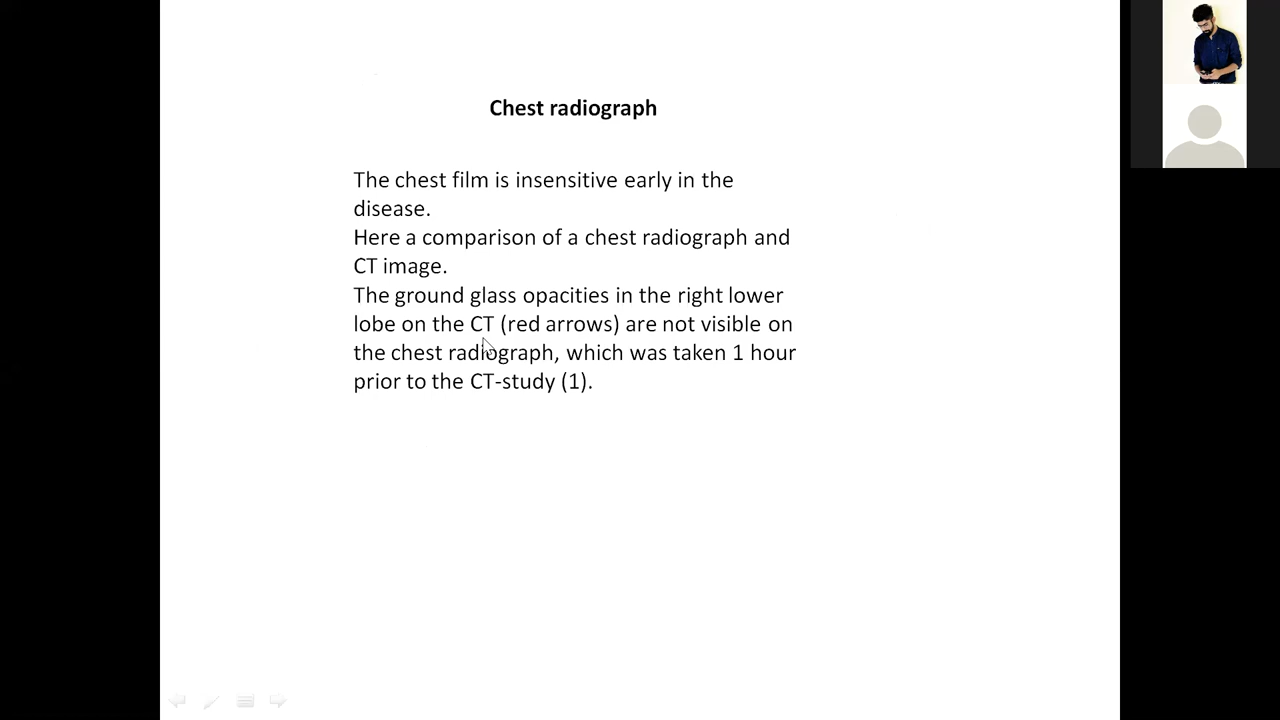 Chest radiograph
The chest film is insensitive early in the
disease.
Here a comparison of a chest radiograph and
CT image.
The ground glass opacities in the right lower
lobe on the CT (red arrows) are not visible on
the chest radiograph, which was taken 1 hour
prior to the CT-study (1).